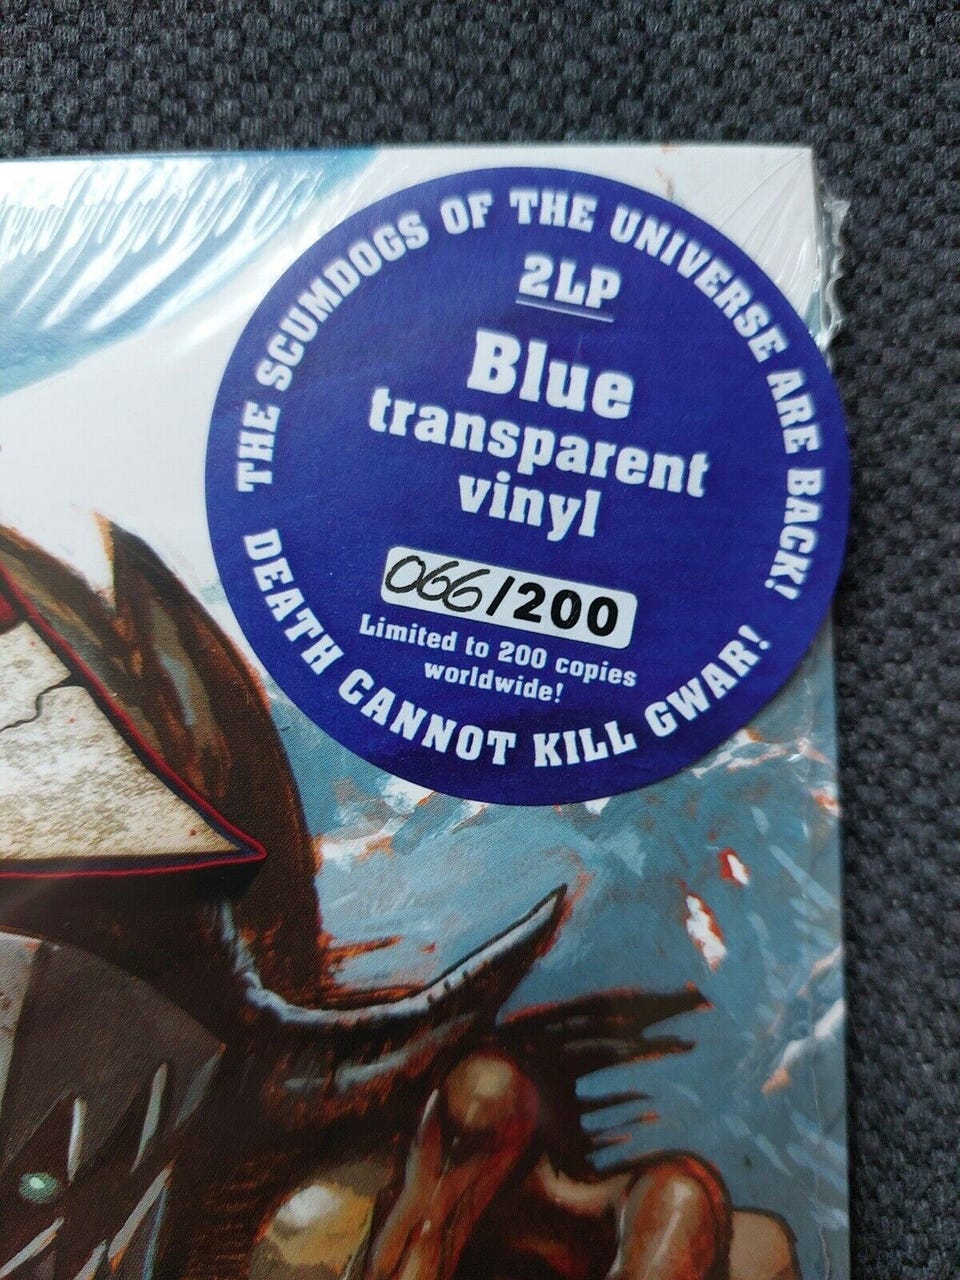 THE SCUMDOGS OF THE UNIVERSE ARE BACK!
2LP
Blue
transparent
vinyl
066/200
Limited to 200 copies
worldwide!
DEATH CANNOT KILL GWAR!